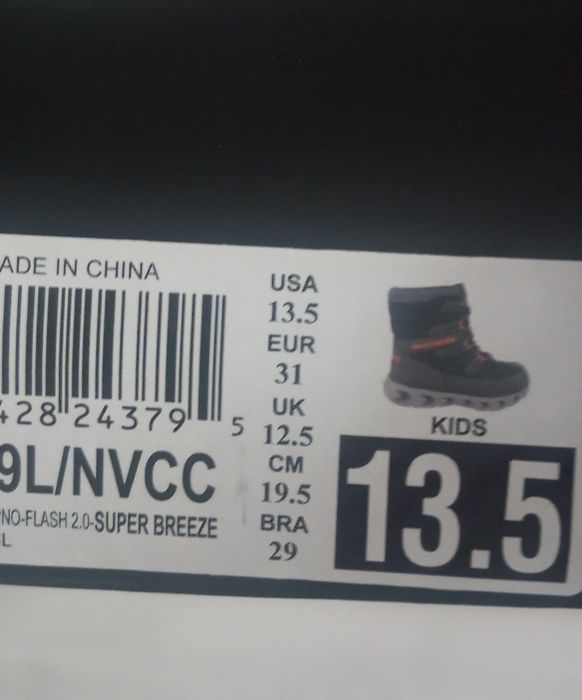 ADE IN CHINA
428 24379 5
9L/NVCC
NO-FLASH 2.0-SUPER BREEZE
L
USA
13.5
EUR
31
UK
12.5
CM
19.5
BRA
29
KIDS
13.5